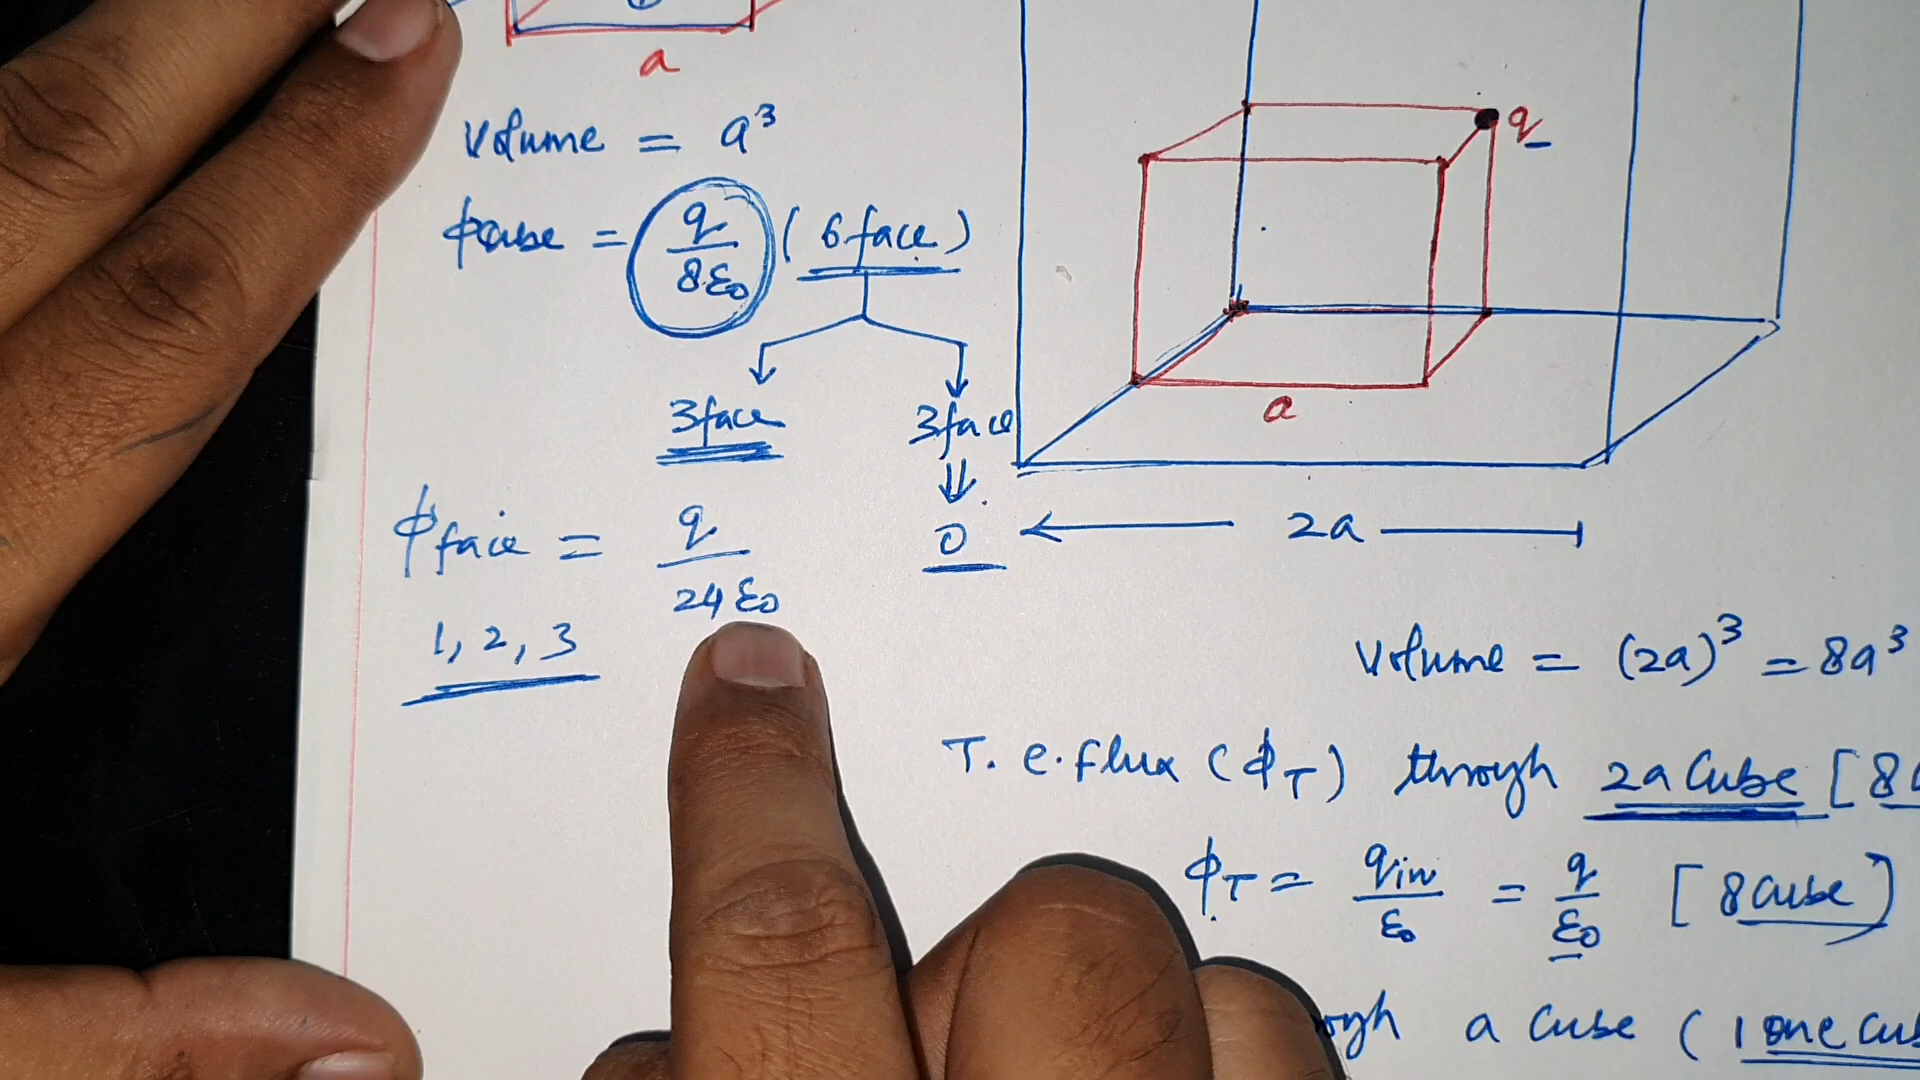 a
Volume = a³
ϕcube = q/8ε₀ (6 face)
3face 3face
ϕface = q/24ε₀ 0
1, 2, 3
q
a
2a
Volume = (2a)³ = 8a³
T. e. flux (ϕT) through 2a Cube [8
ϕT = qin/ε₀ = q/ε₀ [8 Cube)
a Cube (1 one